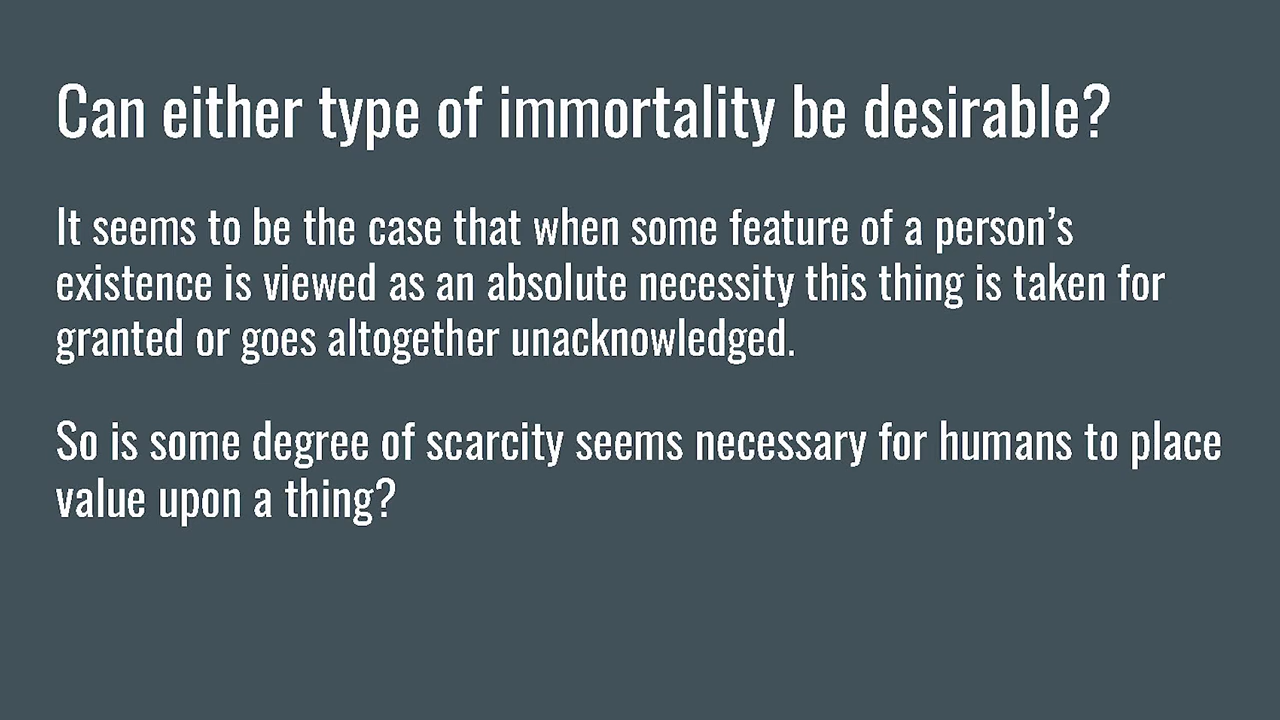 Can either type of immortality be desirable?
It seems to be the case that when some feature of a person’s
existence is viewed as an absolute necessity this thing is taken for
granted or goes altogether unacknowledged.
So is some degree of scarcity seems necessary for humans to place
value upon a thing?